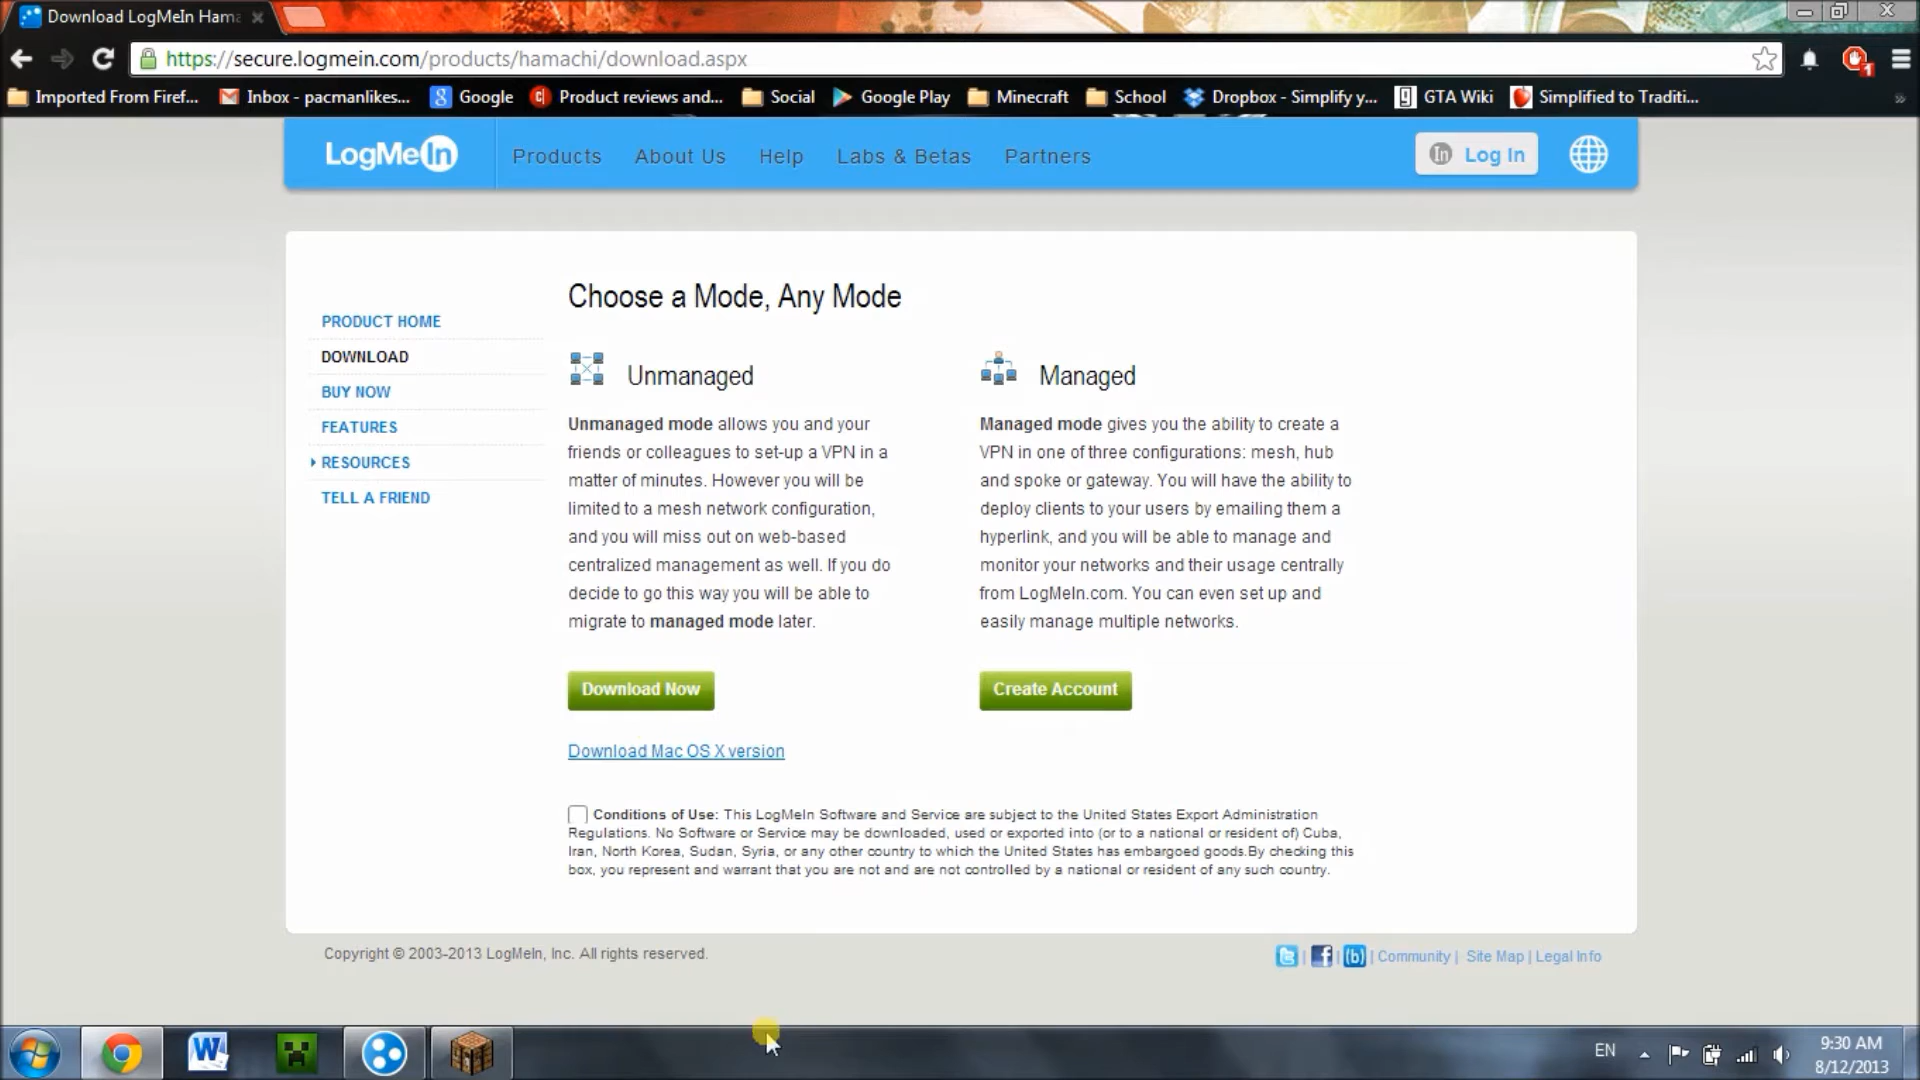 Download LogMeIn Hama
https://secure.logmein.com/products/hamachi/download.aspx
1
Imported From Firef...
Inbox - pacmanlikes...
Google
Product reviews and...
Social
Google Play
Minecraft
School
Dropbox - Simplify y...
GTA Wiki
Simplified to Traditi...
LogMeIn
Products
About Us
Help
Labs & Betas
Partners
In Log In
PRODUCT HOME
DOWNLOAD
BUY NOW
FEATURES
RESOURCES
TELL A FRIEND
Choose a Mode, Any Mode
Unmanaged
Unmanaged mode allows you and your
friends or colleagues to set-up a VPN in a
matter of minutes. However you will be
limited to a mesh network configuration,
and you will miss out on web-based
centralized management as well. If you do
decide to go this way you will be able to
migrate to managed mode later.
Download Now
Download Mac OS X version
Managed
Managed mode gives you the ability to create a
VPN in one of three configurations: mesh, hub
and spoke or gateway. You will have the ability to
deploy clients to your users by emailing them a
hyperlink, and you will be able to manage and
monitor your networks and their usage centrally
from LogMeIn.com. You can even set up and
easily manage multiple networks.
Create Account
Conditions of Use: This LogMeIn Software and Service are subject to the United States Export Administration
Regulations. No Software or Service may be downloaded, used or exported into (or to a national or resident of) Cuba,
Iran, North Korea, Sudan, Syria, or any other country to which the United States has embargoed goods.By checking this
box, you represent and warrant that you are not and are not controlled by a national or resident of any such country.
Copyright © 2003-2013 LogMeIn, Inc. All rights reserved.
| | | Community | Site Map | Legal Info
EN
9:30 AM
8/12/2013